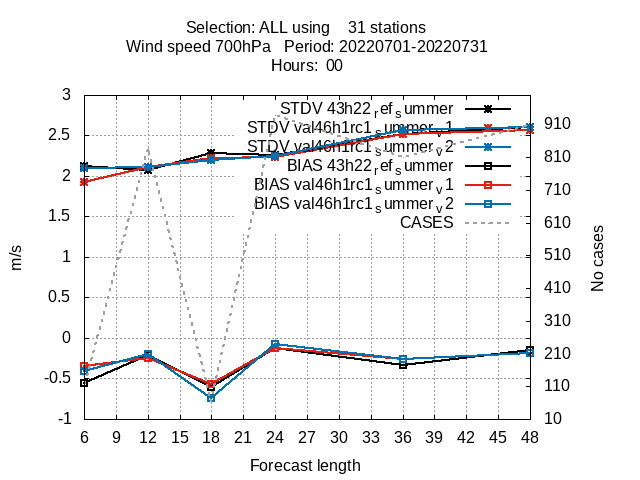 Selection: ALL using 31 stations
Wind speed 700hPa Period: 20220701-20220731
Hours: 00
STDV 43h22_ref_summer
STDV val46h1rc1_summer_v1
STDV val46h1rc1_summer_v2
BIAS 43h22_ref_summer
BIAS val46h1rc1_summer_v1
BIAS val46h1rc1_summer_v2
CASES
m/s
3
2.5
2
1.5
1
0.5
0
-0.5
-1
No cases
910
810
710
610
510
410
310
210
110
10
6 9 12 15 18 21 24 27 30 33 36 39 42 45 48
Forecast length